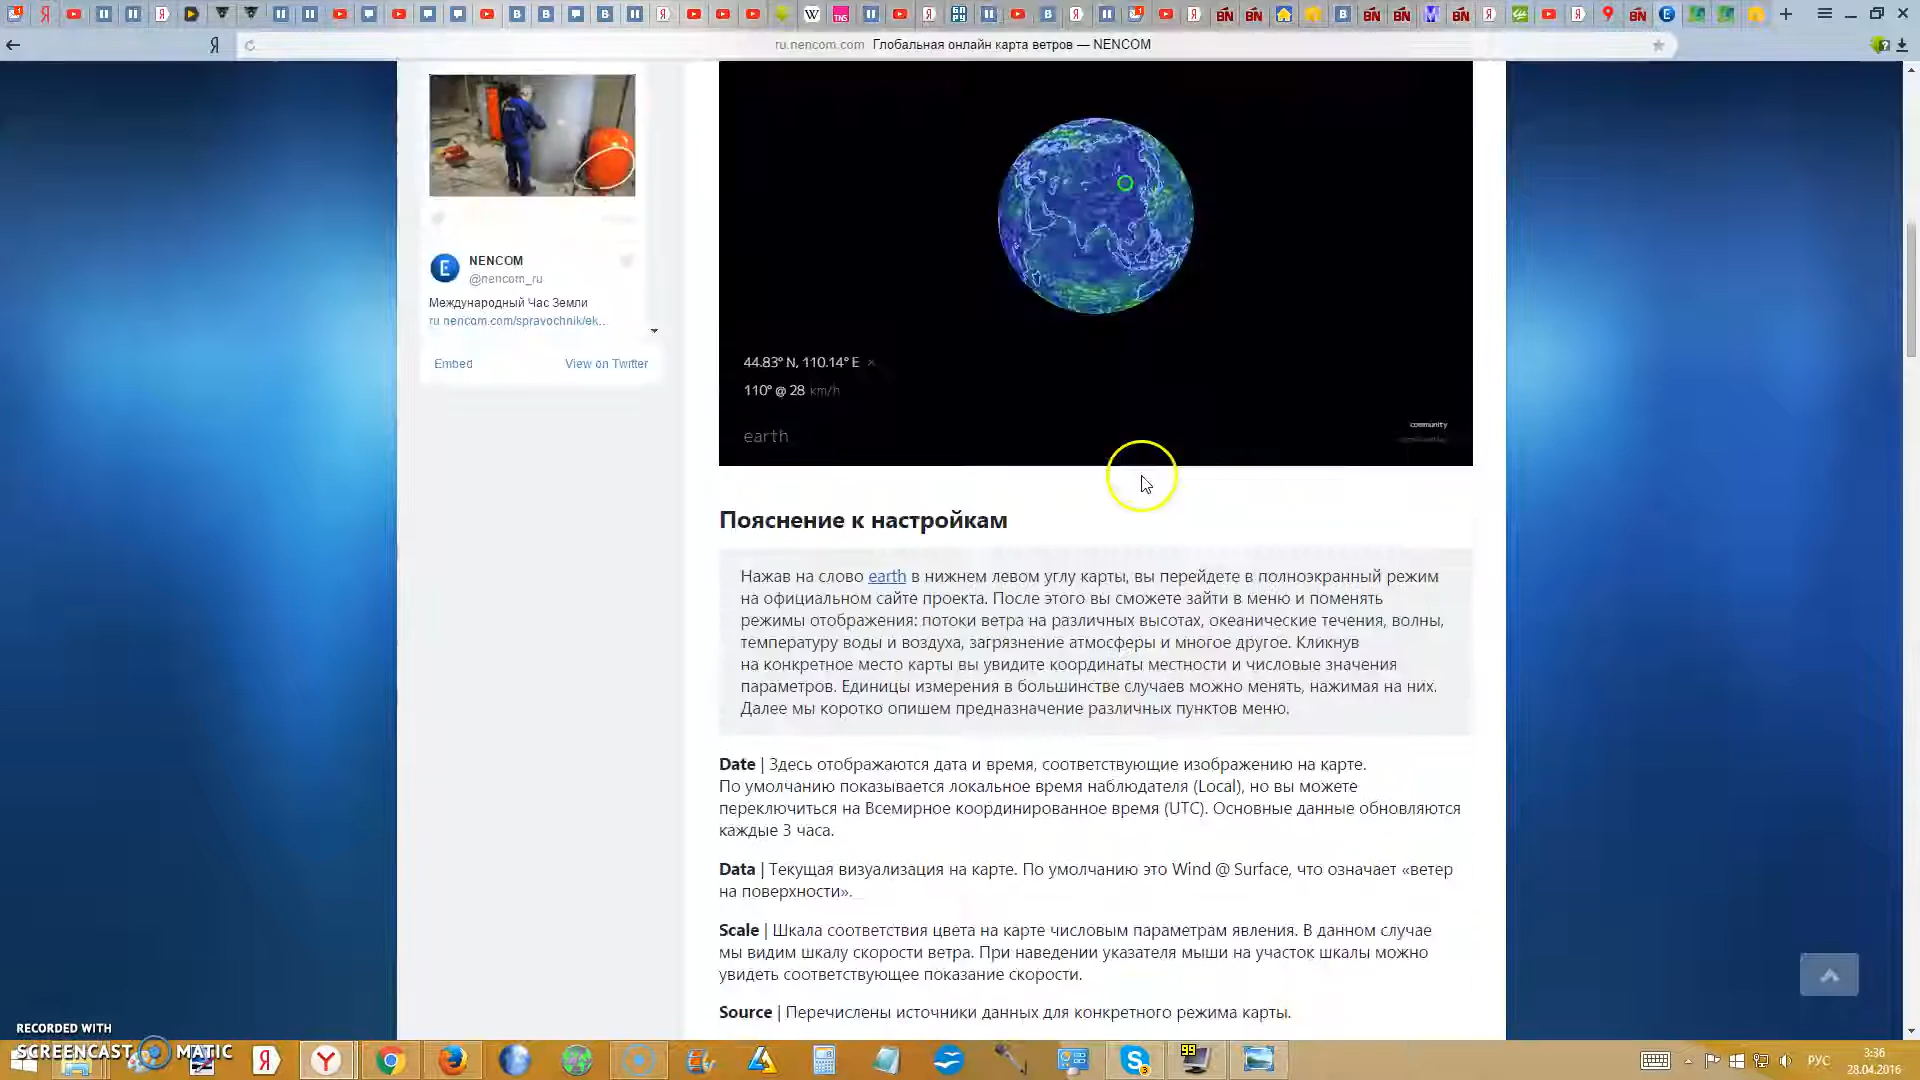 ru.nencom.com Глобальная онлайн карта ветров — NENCOM
NENCOM
@nencom_ru
Международный Час Земли
ru.nencom.com/spravochnik/ek...
Embed View on Twitter
44.83° N, 110.14° E ×
110° @ 28 km/h
earth
community
Пояснение к настройкам
Нажав на слово earth в нижнем левом углу карты, вы перейдете в полноэкранный режим
на официальном сайте проекта. После этого вы сможете зайти в меню и поменять
режимы отображения: потоки ветра на различных высотах, океанические течения, волны,
температуру воды и воздуха, загрязнение атмосферы и многое другое. Кликнув
на конкретное место карты вы увидите координаты местности и числовые значения
параметров. Единицы измерения в большинстве случаев можно менять, нажимая на них.
Далее мы коротко опишем предназначение различных пунктов меню.
Date | Здесь отображаются дата и время, соответствующие изображению на карте.
По умолчанию показывается локальное время наблюдателя (Local), но вы можете
переключиться на Всемирное координированное время (UTC). Основные данные обновляются
каждые 3 часа.
Data | Текущая визуализация на карте. По умолчанию это Wind @ Surface, что означает «ветер
на поверхности».
Scale | Шкала соответствия цвета на карте числовым параметрам явления. В данном случае
мы видим шкалу скорости ветра. При наведении указателя мыши на участок шкалы можно
увидеть соответствующее показание скорости.
Source | Перечислены источники данных для конкретного режима карты.
RECORDED WITH
SCREENCAST MATIC
99
3
РУС
3:36
28.04.2016